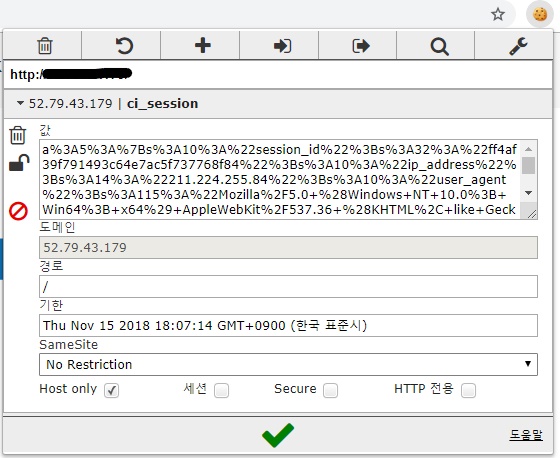 http:/
52.79.43.179 | ci_session
값
a%3A5%3A%7Bs%3A10%3A%22session_id%22%3Bs%3A32%3A%22ff4af
39f791493c64e7ac5f737768f84%22%3Bs%3A10%3A%22ip_address%22%
3Bs%3A14%3A%22211.224.255.84%22%3Bs%3A10%3A%22user_agent
%22%3Bs%3A115%3A%22Mozilla%2F5.0+%28Windows+NT+10.0%3B+
Win64%3B+x64%29+AppleWebKit%2F537.36+%28KHTML%2C+like+Geck
도메인
52.79.43.179
경로
/
기한
Thu Nov 15 2018 18:07:14 GMT+0900 (한국 표준시)
SameSite
No Restriction
Host only 세션 Secure HTTP 전용
도움말